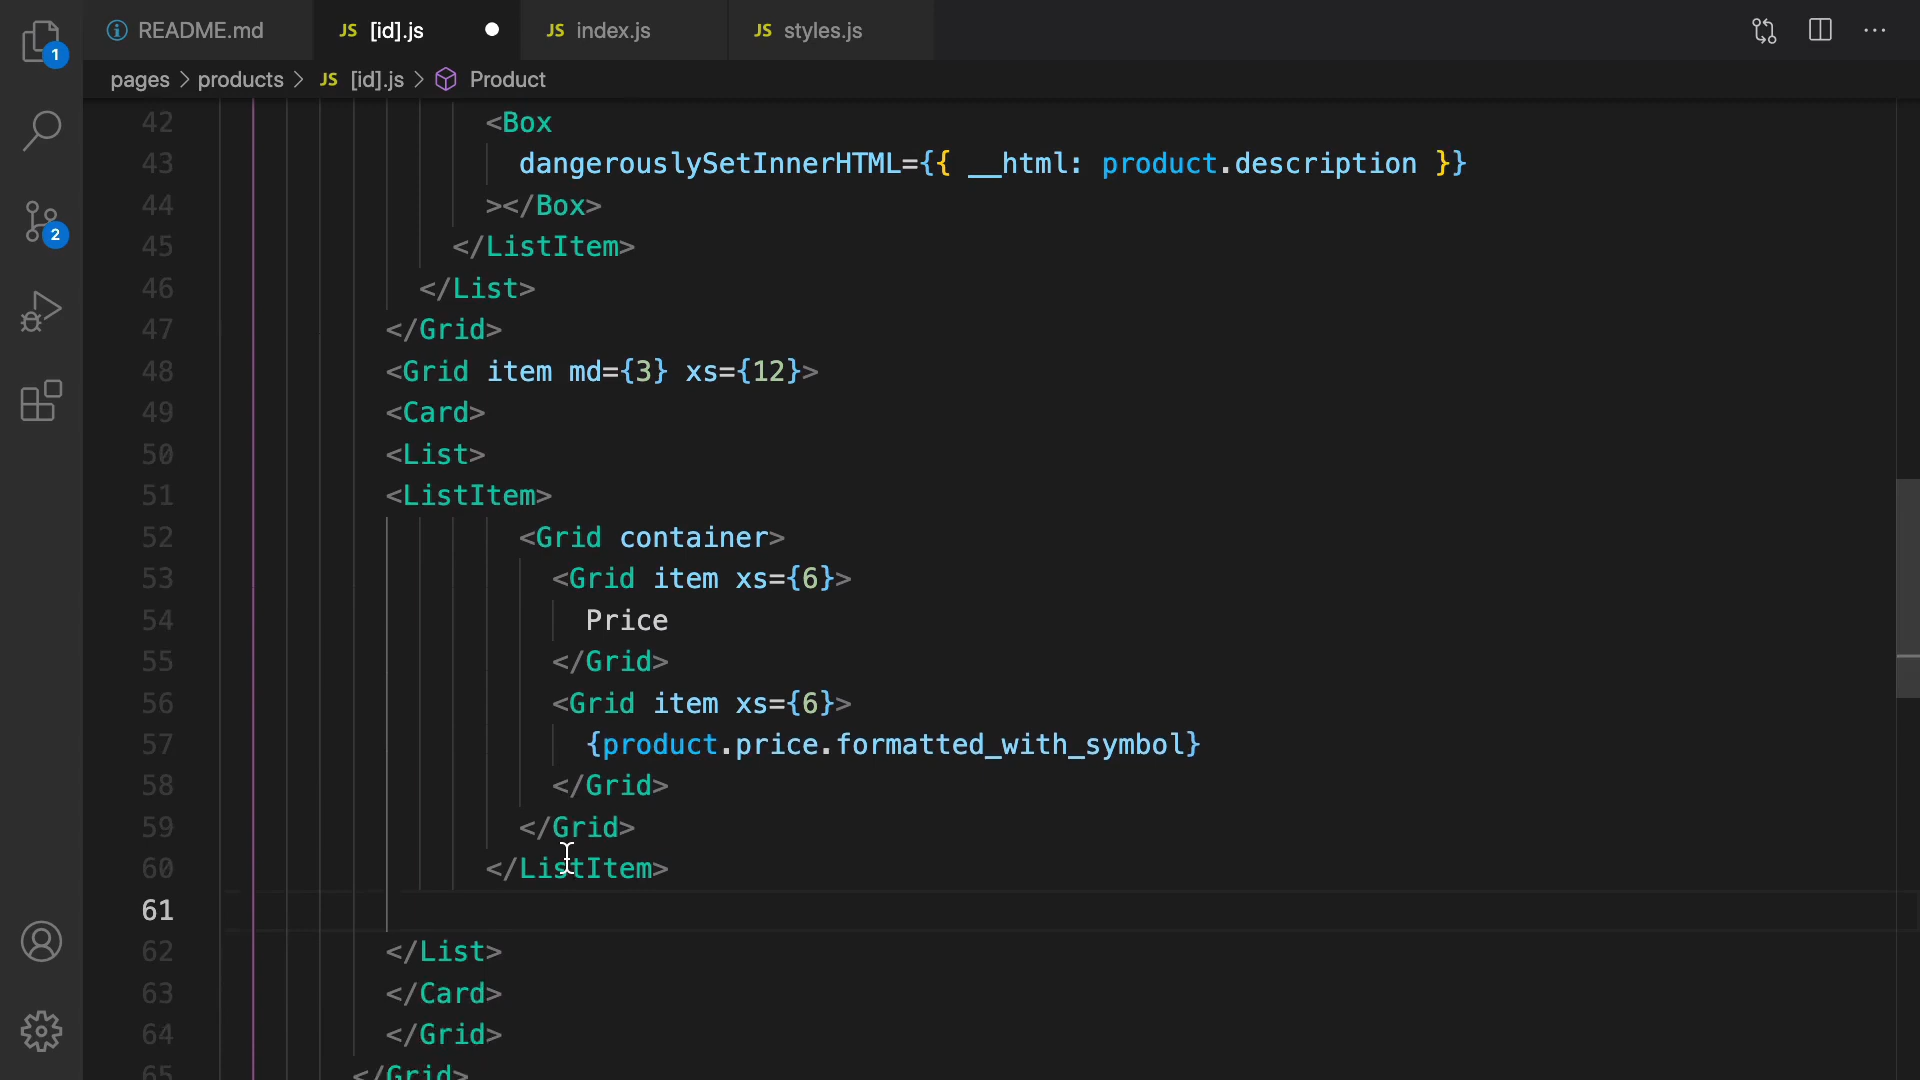 README.md JS [id].js JS index.js JS styles.js
1
pages > products > JS [id].js > Product
42 <Box
43 dangerouslySetInnerHTML={{ __html: product.description }}
44 ></Box>
45 </ListItem>
46 </List>
47 </Grid>
48 <Grid item md={3} xs={12}>
49 <Card>
50 <List>
51 <ListItem>
52 <Grid container>
53 <Grid item xs={6}>
54 Price
55 </Grid>
56 <Grid item xs={6}>
57 {product.price.formatted_with_symbol}
58 </Grid>
59 </Grid>
60 </ListItem>
61
62 </List>
63 </Card>
64 </Grid>
65 </Grid>
2